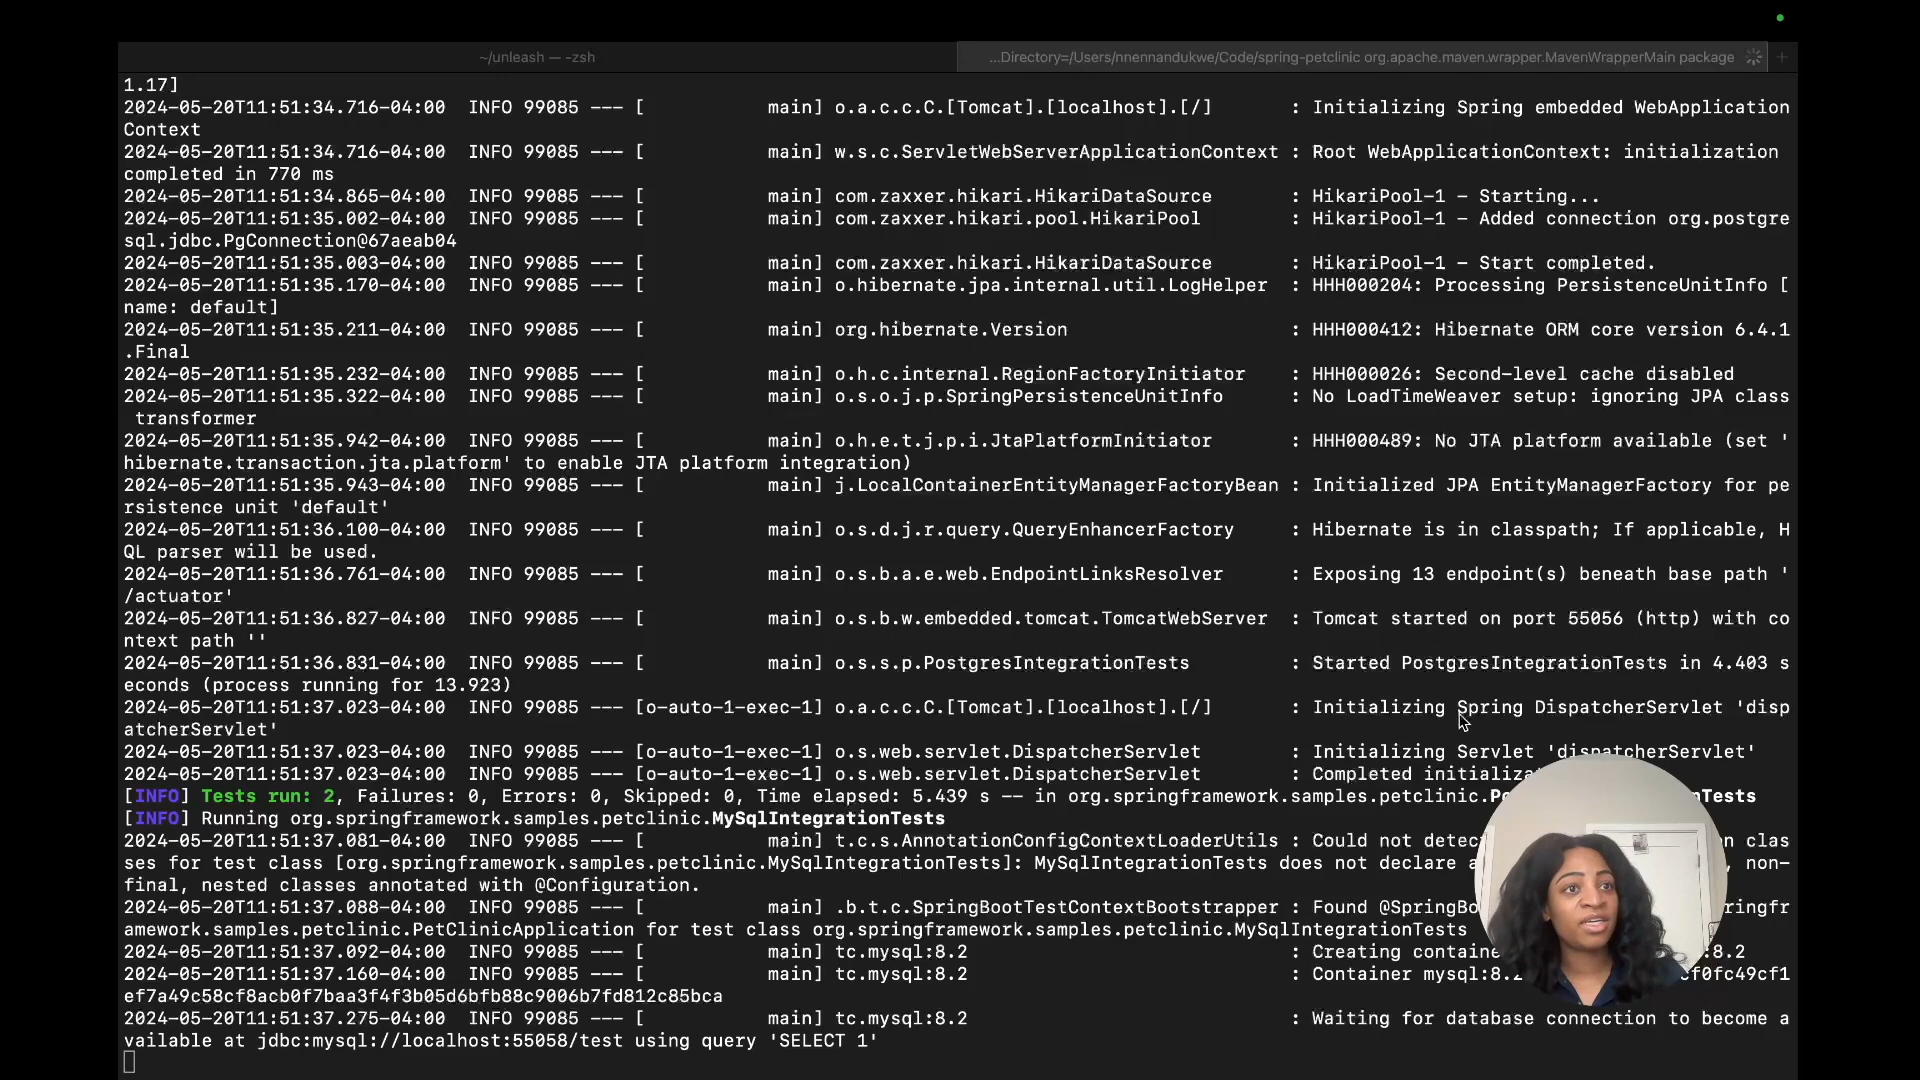 ~/unleash — -zsh
...Directory=/Users/nnennandukwe/Code/spring-petclinic org.apache.maven.wrapper.MavenWrapperMain package
1.17]
2024-05-20T11:51:34.716-04:00  INFO 99085 --- [           main] o.a.c.c.C.[Tomcat].[localhost].[/]       : Initializing Spring embedded WebApplication
Context
2024-05-20T11:51:34.716-04:00  INFO 99085 --- [           main] w.s.c.ServletWebServerApplicationContext : Root WebApplicationContext: initialization
completed in 770 ms
2024-05-20T11:51:34.865-04:00  INFO 99085 --- [           main] com.zaxxer.hikari.HikariDataSource       : HikariPool-1 - Starting...
2024-05-20T11:51:35.002-04:00  INFO 99085 --- [           main] com.zaxxer.hikari.pool.HikariPool        : HikariPool-1 - Added connection org.postgre
sql.jdbc.PgConnection@67aeab04
2024-05-20T11:51:35.003-04:00  INFO 99085 --- [           main] com.zaxxer.hikari.HikariDataSource       : HikariPool-1 - Start completed.
2024-05-20T11:51:35.170-04:00  INFO 99085 --- [           main] o.hibernate.jpa.internal.util.LogHelper  : HHH000204: Processing PersistenceUnitInfo [
name: default]
2024-05-20T11:51:35.211-04:00  INFO 99085 --- [           main] org.hibernate.Version                    : HHH000412: Hibernate ORM core version 6.4.1
.Final
2024-05-20T11:51:35.232-04:00  INFO 99085 --- [           main] o.h.c.internal.RegionFactoryInitiator    : HHH000026: Second-level cache disabled
2024-05-20T11:51:35.322-04:00  INFO 99085 --- [           main] o.s.o.j.p.SpringPersistenceUnitInfo      : No LoadTimeWeaver setup: ignoring JPA class
 transformer
2024-05-20T11:51:35.942-04:00  INFO 99085 --- [           main] o.h.e.t.j.p.i.JtaPlatformInitiator       : HHH000489: No JTA platform available (set '
hibernate.transaction.jta.platform' to enable JTA platform integration)
2024-05-20T11:51:35.943-04:00  INFO 99085 --- [           main] j.LocalContainerEntityManagerFactoryBean : Initialized JPA EntityManagerFactory for pe
rsistence unit 'default'
2024-05-20T11:51:36.100-04:00  INFO 99085 --- [           main] o.s.d.j.r.query.QueryEnhancerFactory     : Hibernate is in classpath; If applicable, H
QL parser will be used.
2024-05-20T11:51:36.761-04:00  INFO 99085 --- [           main] o.s.b.a.e.web.EndpointLinksResolver      : Exposing 13 endpoint(s) beneath base path '
/actuator'
2024-05-20T11:51:36.827-04:00  INFO 99085 --- [           main] o.s.b.w.embedded.tomcat.TomcatWebServer  : Tomcat started on port 55056 (http) with co
ntext path ''
2024-05-20T11:51:36.831-04:00  INFO 99085 --- [           main] o.s.s.p.PostgresIntegrationTests         : Started PostgresIntegrationTests in 4.403 s
econds (process running for 13.923)
2024-05-20T11:51:37.023-04:00  INFO 99085 --- [o-auto-1-exec-1] o.a.c.c.C.[Tomcat].[localhost].[/]       : Initializing Spring DispatcherServlet 'disp
atcherServlet'
2024-05-20T11:51:37.023-04:00  INFO 99085 --- [o-auto-1-exec-1] o.s.web.servlet.DispatcherServlet        : Initializing Servlet 'dispatcherServlet'
2024-05-20T11:51:37.023-04:00  INFO 99085 --- [o-auto-1-exec-1] o.s.web.servlet.DispatcherServlet        : Completed
[INFO] Tests run: 2, Failures: 0, Errors: 0, Skipped: 0, Time elapsed: 5.439 s -- in org.springframework.samples.petclinic.
[INFO] Running org.springframework.samples.petclinic.MySqlIntegrationTests
2024-05-20T11:51:37.081-04:00  INFO 99085 --- [           main] t.c.s.AnnotationConfigContextLoaderUtils : Could not clas
ses for test class [org.springframework.samples.petclinic.MySqlIntegrationTests]: MySqlIntegrationTests does not declare non-
final, nested classes annotated with @Configuration.
2024-05-20T11:51:37.088-04:00  INFO 99085 --- [           main] .b.t.c.SpringBootTestContextBootstrapper : Found
amework.samples.petclinic.PetClinicApplication for test class org.springframework.samples.petclinic.MySqlIntegrationTests
2024-05-20T11:51:37.092-04:00  INFO 99085 --- [           main] tc.mysql:8.2                             : Creating :8.2
2024-05-20T11:51:37.160-04:00  INFO 99085 --- [           main] tc.mysql:8.2                             : Container mysql:8.2
ef7a49c58cf8acb0f7baa3f4f3b05d6bfb88c9006b7fd812c85bca
2024-05-20T11:51:37.275-04:00  INFO 99085 --- [           main] tc.mysql:8.2                             : Waiting for database connection to become a
vailable at jdbc:mysql://localhost:55058/test using query 'SELECT 1'